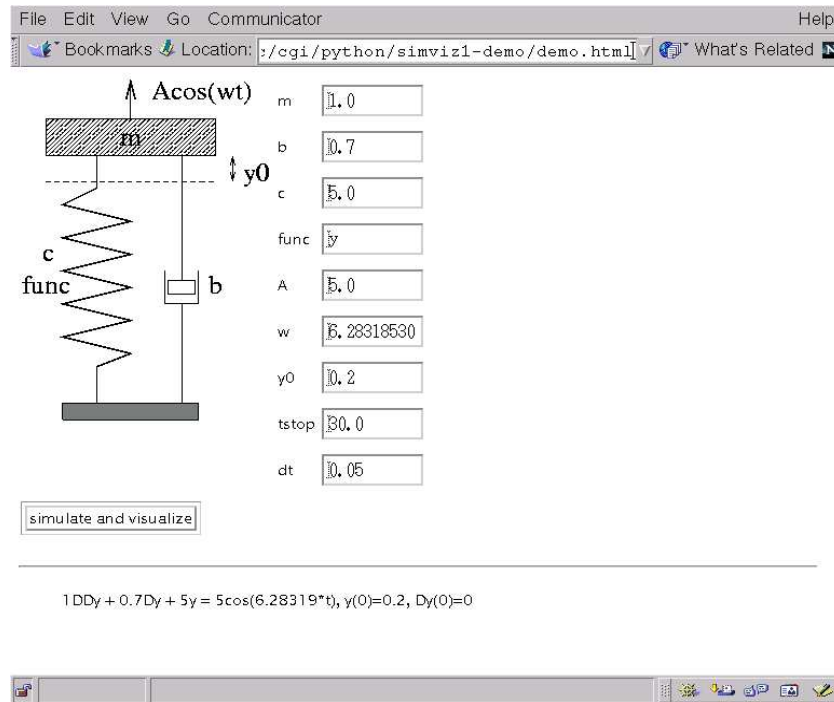 File Edit View Go Communicator Help
Bookmarks Location: :/cgi/python/simviz1-demo/demo.html What's Related N
Acos(wt)
m
y0
c
func
b
m 1.0
b 0.7
c 5.0
func y
A 5.0
w 6.28318530
y0 0.2
tstop 30.0
dt 0.05
simulate and visualize
1DDy + 0.7Dy + 5y = 5cos(6.28319*t), y(0)=0.2, Dy(0)=0